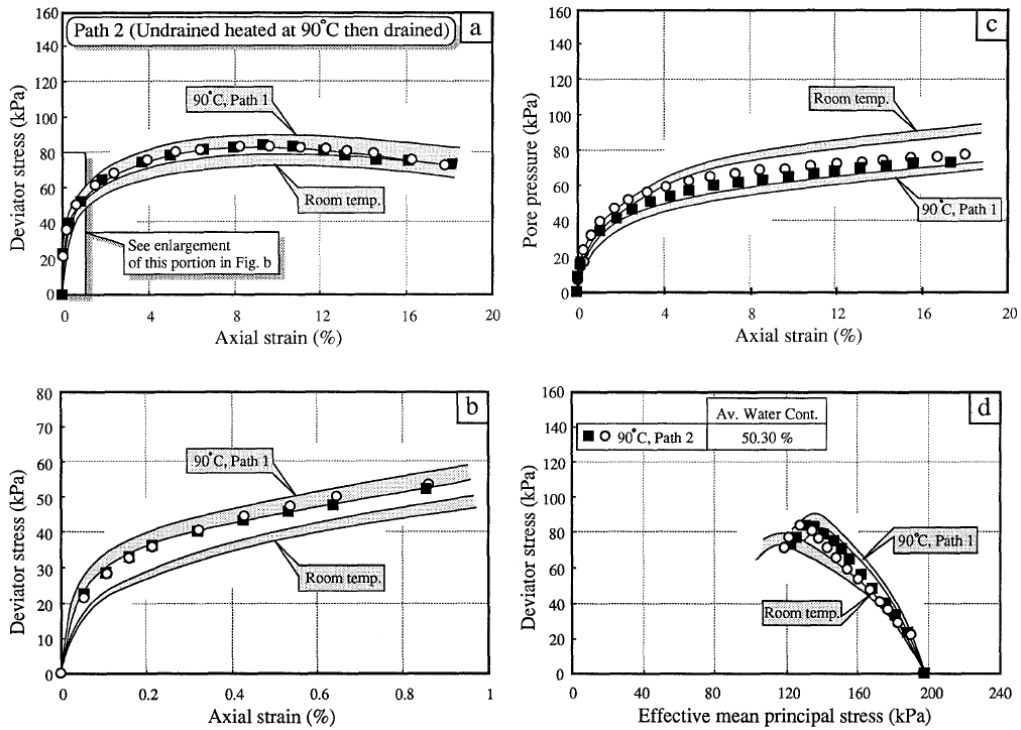 Path 2 (Undrained heated at 90°C then drained)
a
160
140
120
100
80
60
40
20
0
Deviator stress (kPa)
90°C, Path 1
Room temp.
See enlargement
of this portion in Fig. b
0 4 8 12 16 20
Axial strain (%)
c
160
140
120
100
80
60
40
20
0
Pore pressure (kPa)
Room temp.
90°C, Path 1
0 4 8 12 16 20
Axial strain (%)
b
80
70
60
50
40
30
20
10
0
Deviator stress (kPa)
90°C, Path 1
Room temp.
0 0.2 0.4 0.6 0.8 1
Axial strain (%)
d
160
140
120
100
80
60
40
20
0
Deviator stress (kPa)
Av. Water Cont.
90°C, Path 2 50.30 %
90°C, Path 1
Room temp.
0 40 80 120 160 200 240
Effective mean principal stress (kPa)